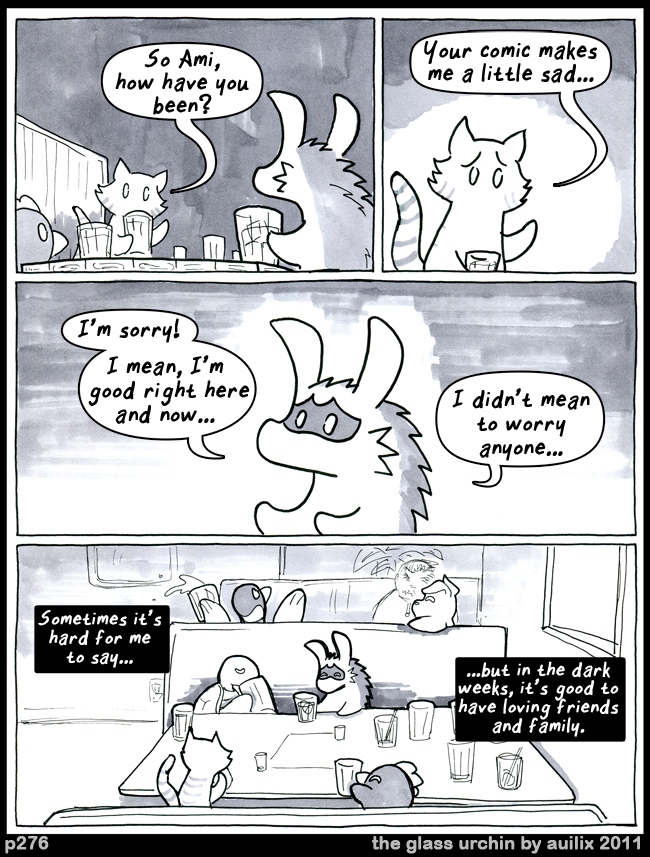 So Ami,
how have you
been?
Your comic makes
me a little sad...
I'm sorry!
I mean, I'm
good right here
and now...
I didn't mean
to worry
anyone...
Sometimes it's
hard for me
to say...
...but in the dark
weeks, it's good to
have loving friends
and family.
p276
the glass urchin by auilix 2011